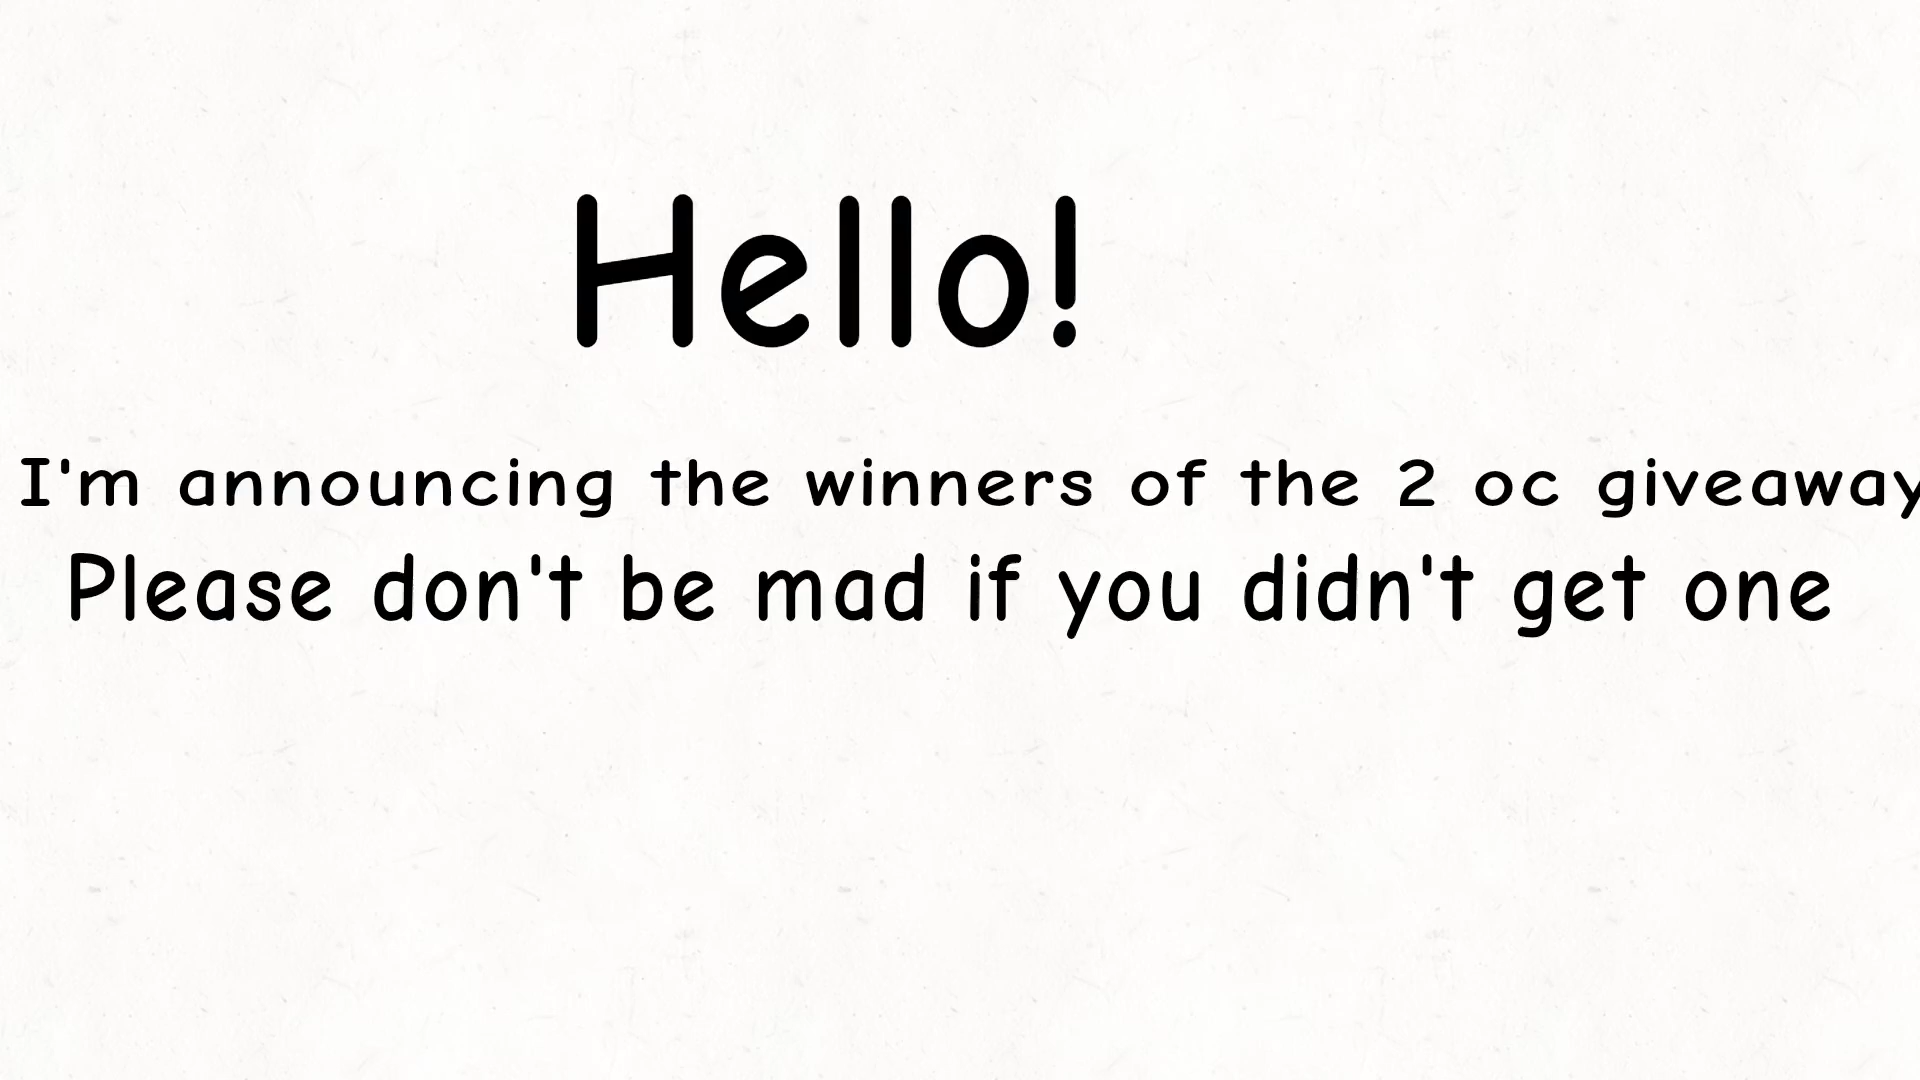 Hello!
I'm announcing the winners of the 2 oc giveaway
Please don't be mad if you didn't get one